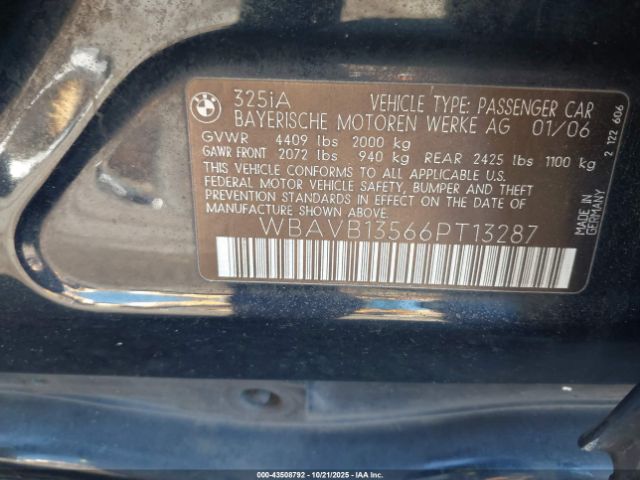 325iA VEHICLE TYPE: PASSENGER CAR
BAYERISCHE MOTOREN WERKE AG 01/06
GVWR 4409 lbs 2000 kg
GAWR FRONT 2072 lbs 940 kg REAR 2425 lbs 1100 kg
THIS VEHICLE CONFORMS TO ALL APPLICABLE U.S.
FEDERAL MOTOR VEHICLE SAFETY, BUMPER AND THEFT
PREVENTION STANDARDS IN EFFECT ON THE DATE OF
MANUFACTURE SHOWN ABOVE.
WBAVB13566PT13287
MADE IN
GERMANY
2 122 606
000-43508792 - 10/21/2025 - IAAI.COM